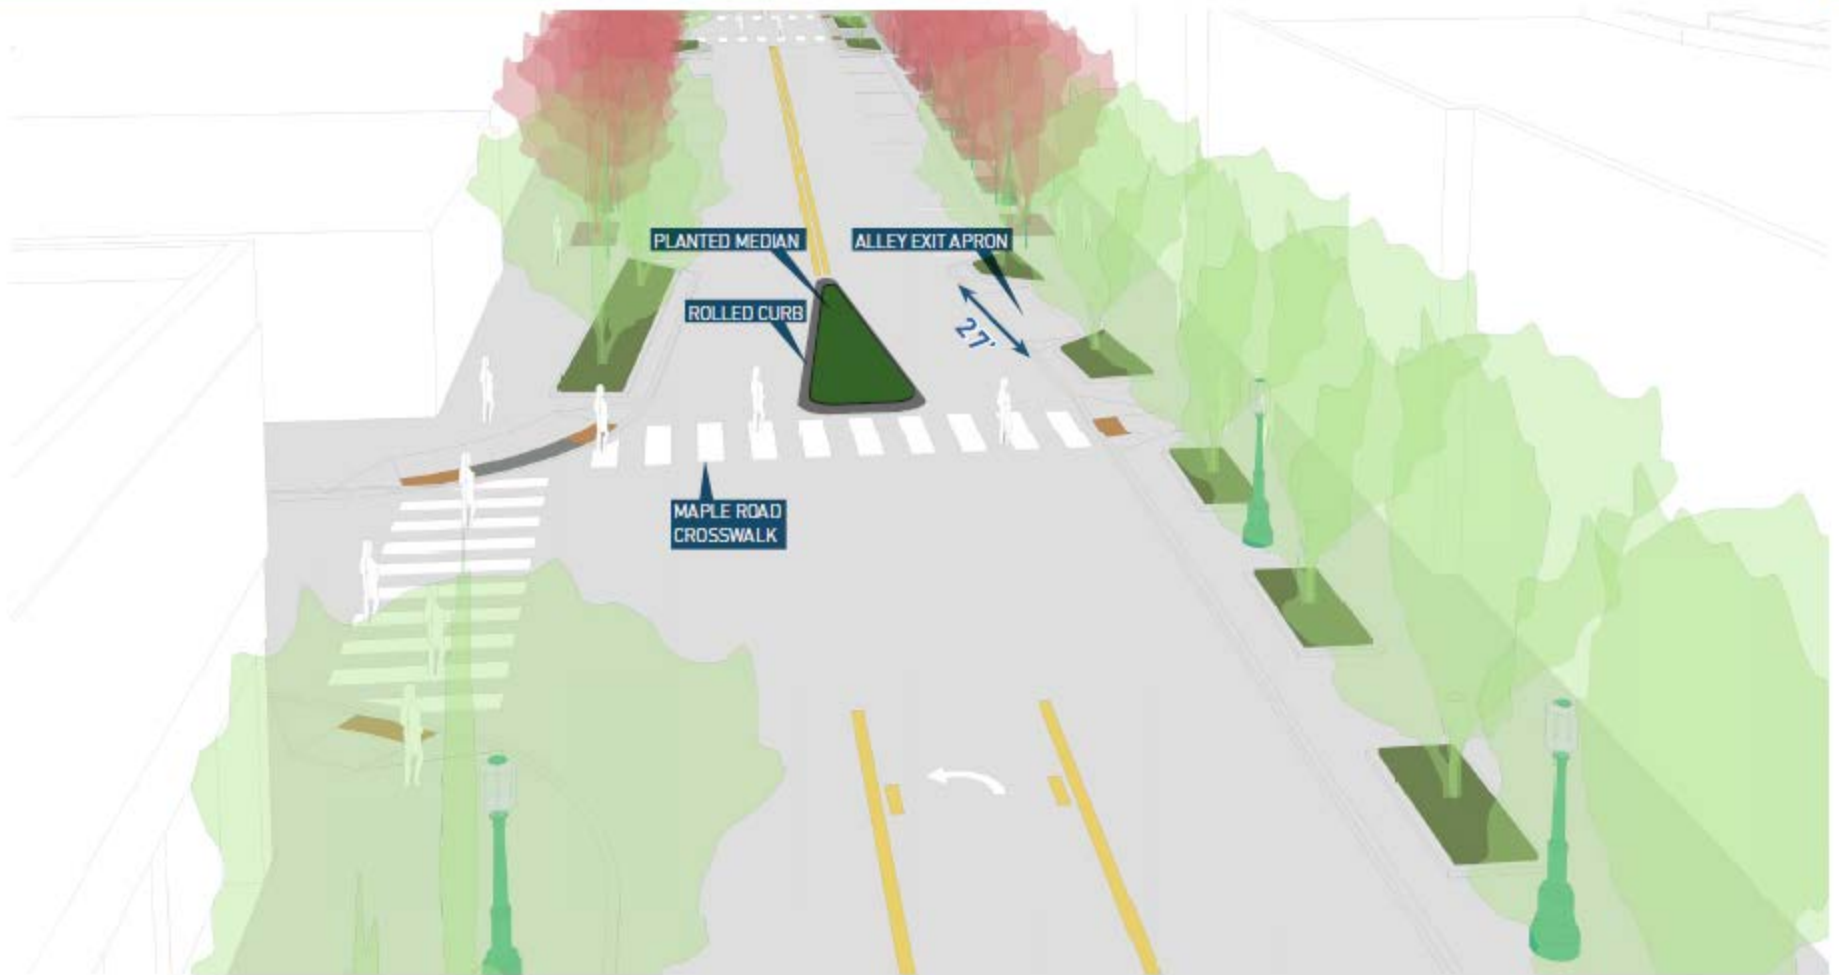 PLANTED MEDIAN
ALLEY EXIT APRON
ROLLED CURB
27'
MAPLE ROAD
CROSSWALK